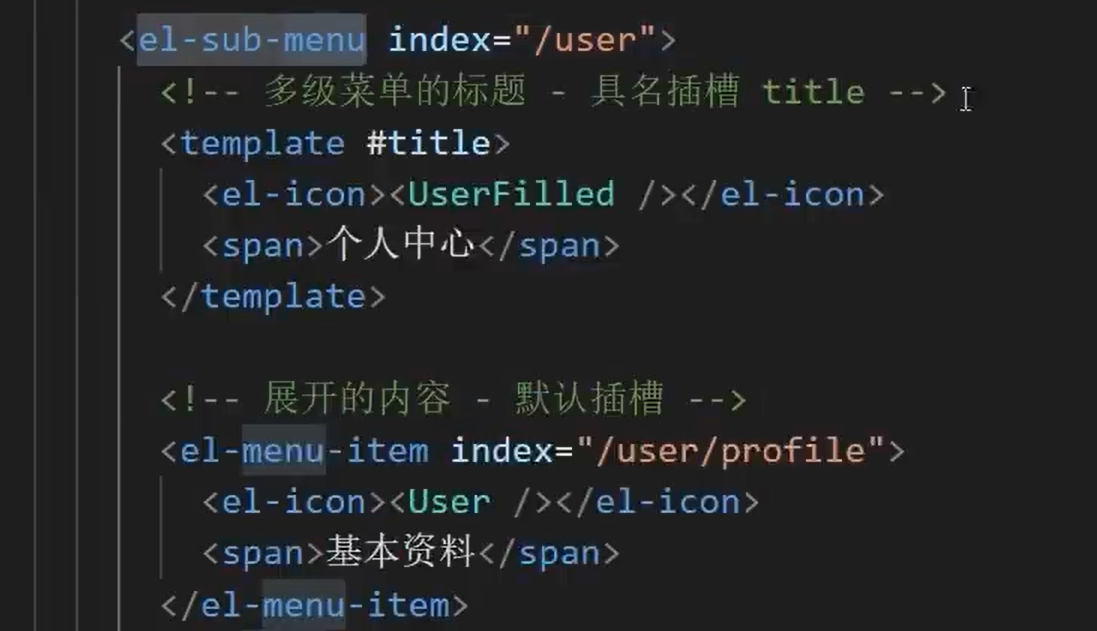 <el-sub-menu index="/user">
<!-- 多级菜单的标题 - 具名插槽 title -->
<template #title>
<el-icon><UserFilled /></el-icon>
<span>个人中心</span>
</template>
<!-- 展开的内容 - 默认插槽 -->
<el-menu-item index="/user/profile">
<el-icon><User /></el-icon>
<span>基本资料</span>
</el-menu-item>